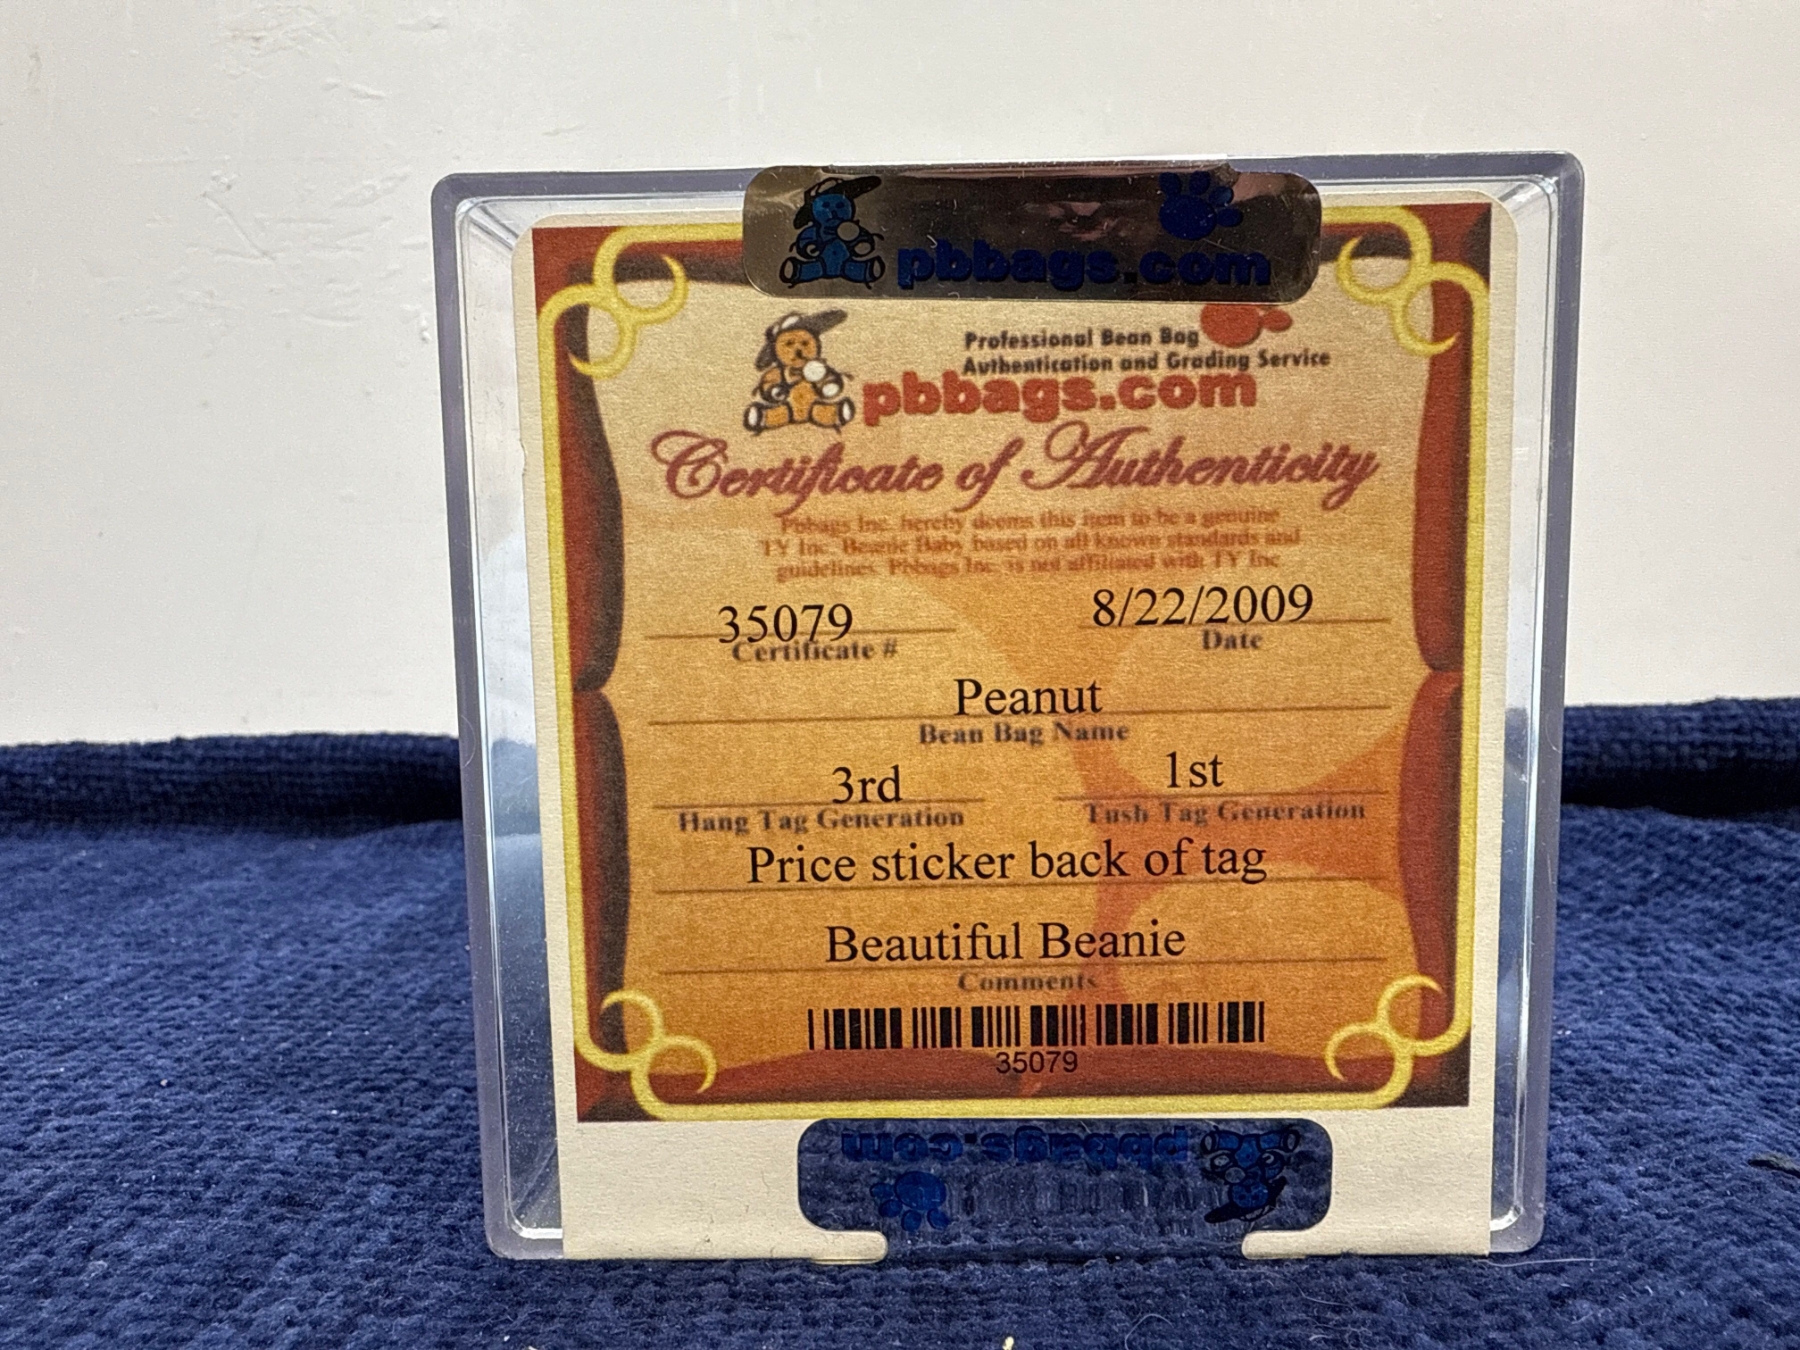 pbbags.com
Professional Bean Bag
Authentication and Grading Service
pbbags.com
Certificate of Authenticity
Pbbags Inc. hereby deems this item to be a genuine
TY Inc. Beanie Baby based on all known standards and
guidelines. Pbbags Inc. is not affiliated with TY Inc
35079 8/22/2009
Certificate # Date
Peanut
Bean Bag Name
3rd 1st
Hang Tag Generation Tush Tag Generation
Price sticker back of tag
Beautiful Beanie
Comments
35079
pbbags.com